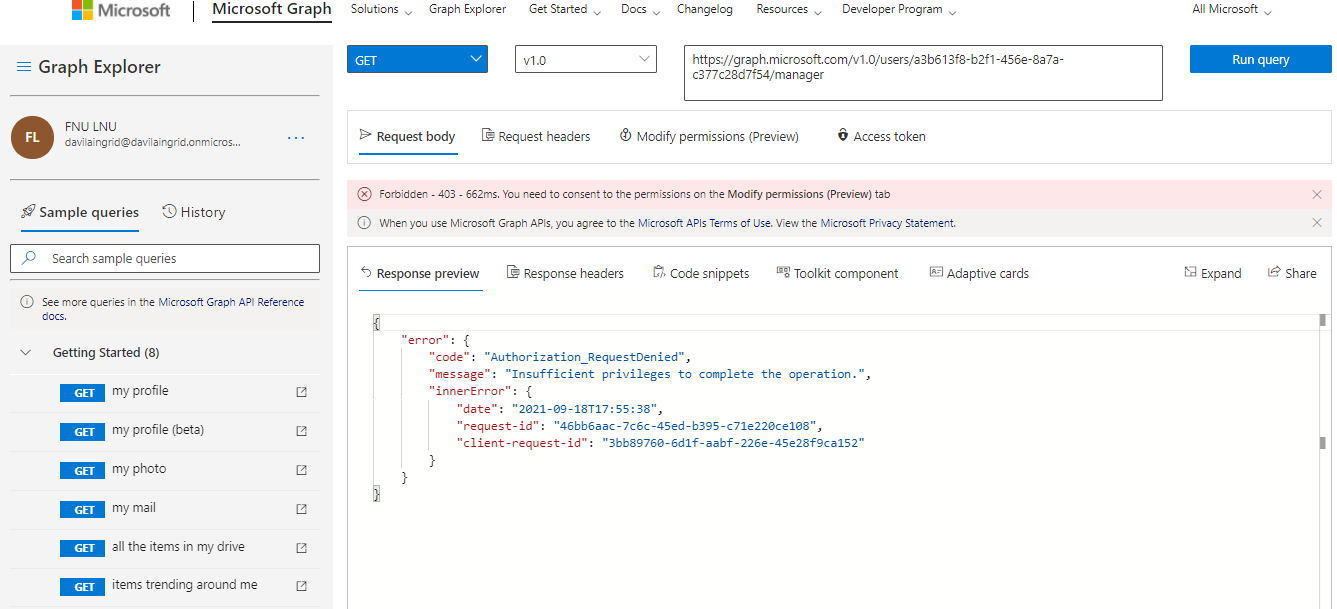 Microsoft
Microsoft Graph
Solutions
Graph Explorer
Get Started
Docs
Changelog
Resources
Developer Program
All Microsoft
Graph Explorer
GET
v1.0
https://graph.microsoft.com/v1.0/users/a3b613f8-b2f1-456e-8a7a-
c377c28d7f54/manager
Run query
FL
FNU LNU
davilaingrid@davilaingrid.onmicros...
...
Request body
Request headers
Modify permissions (Preview)
Access token
Forbidden - 403 - 662ms. You need to consent to the permissions on the Modify permissions (Preview) tab
When you use Microsoft Graph APIs, you agree to the Microsoft APIs Terms of Use. View the Microsoft Privacy Statement.
Sample queries
History
Search sample queries
See more queries in the Microsoft Graph API Reference
docs.
Getting Started (8)
GET my profile
GET my profile (beta)
GET my photo
GET my mail
GET all the items in my drive
GET items trending around me
Response preview
Response headers
Code snippets
Toolkit component
Adaptive cards
Expand
Share
{
"error": {
"code": "Authorization_RequestDenied",
"message": "Insufficient privileges to complete the operation.",
"innerError": {
"date": "2021-09-18T17:55:38",
"request-id": "46bb6aac-7c6c-45ed-b395-c71e220ce108",
"client-request-id": "3bb89760-6d1f-aabf-226e-45e28f9ca152"
}
}
}